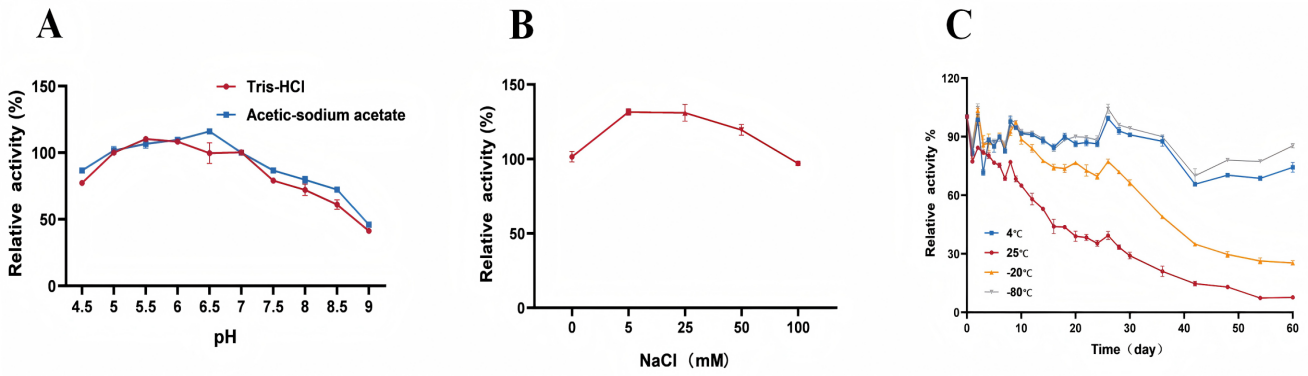 A
Relative activity (%)
150
100
50
0
4.5 5 5.5 6 6.5 7 7.5 8 8.5 9
pH
Tris-HCl
Acetic-sodium acetate
B
Relative activity (%)
150
100
50
0
0 5 25 50 100
NaCl（mM）
C
Relative activity %
120
90
60
30
0
0 10 20 30 40 50 60
Time（day）
4℃
25℃
-20℃
-80℃